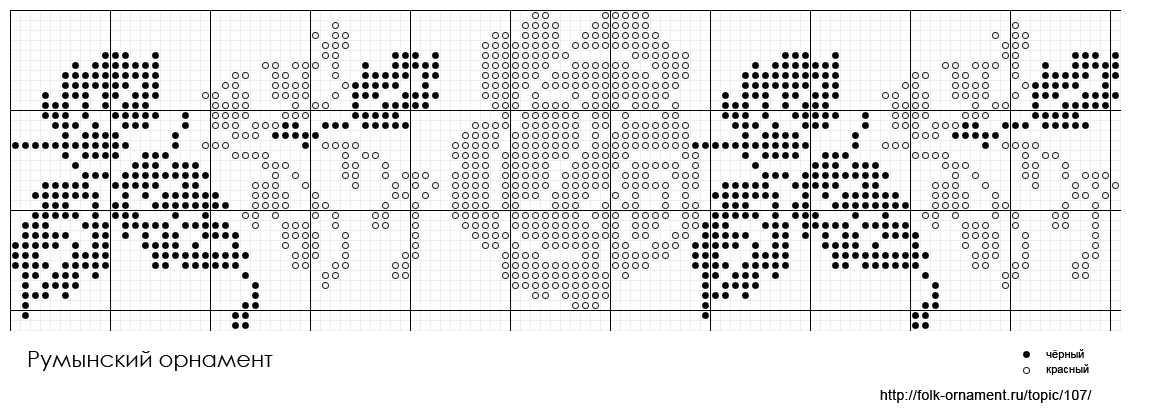 Румынский орнамент
чёрный
красный
http://folk-ornament.ru/topic/107/